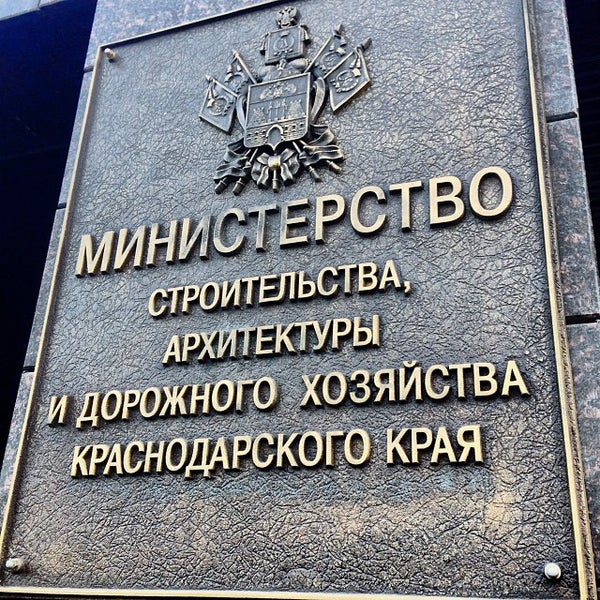 МИНИСТЕРСТВО
СТРОИТЕЛЬСТВА,
АРХИТЕКТУРЫ
И ДОРОЖНОГО ХОЗЯЙСТВА
КРАСНОДАРСКОГО КРАЯ